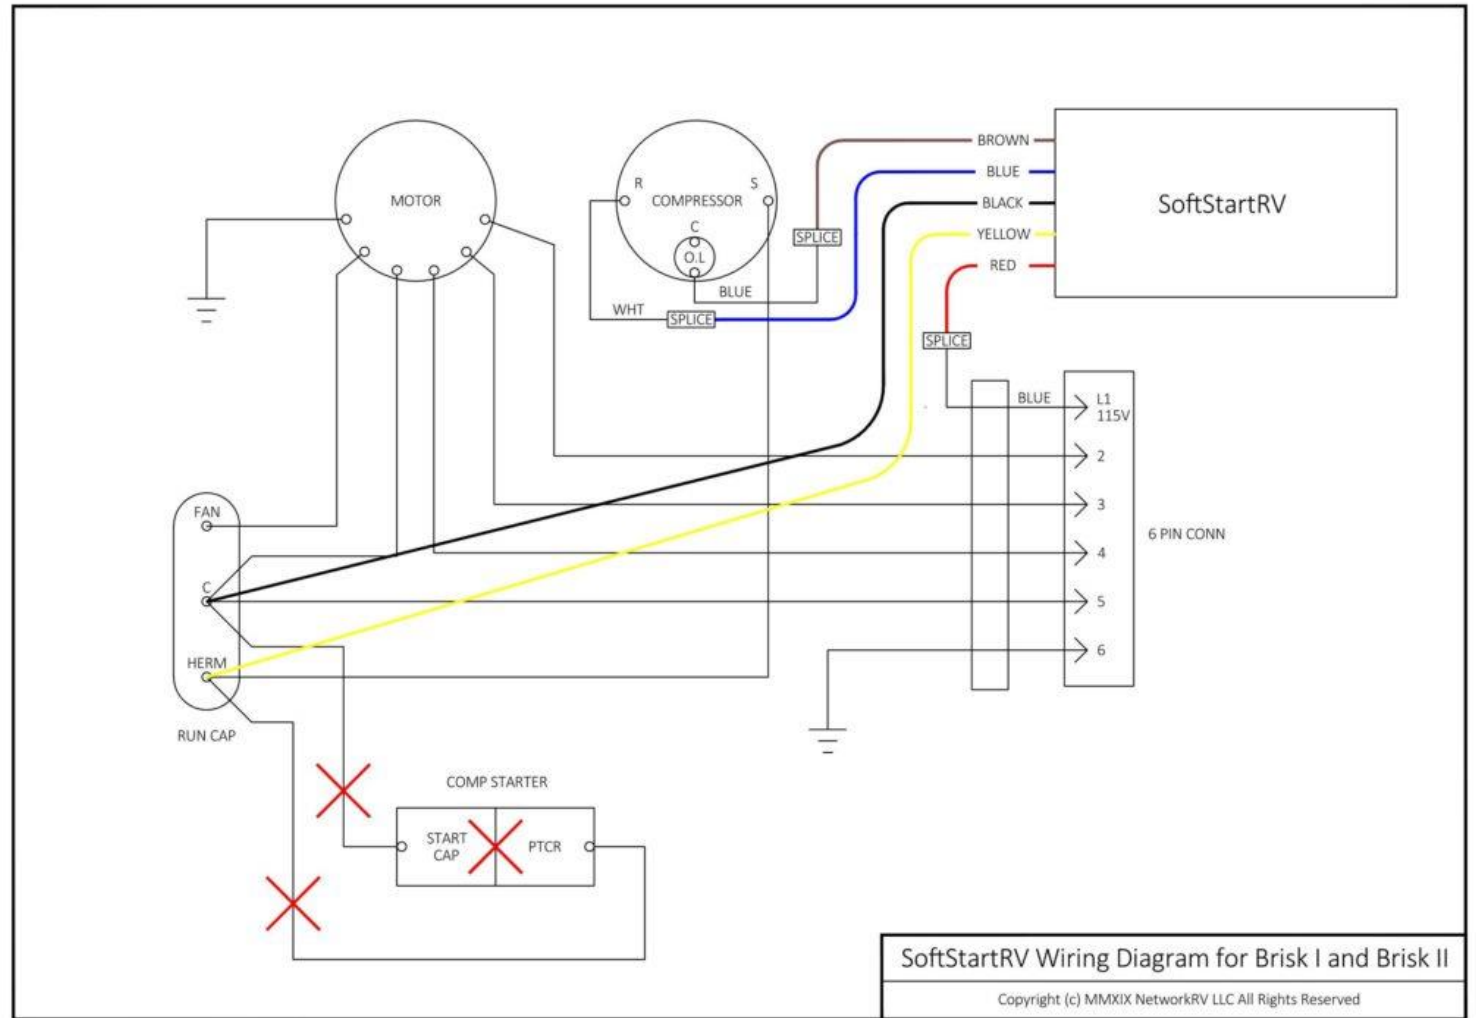 BROWN
BLUE
BLACK
YELLOW
RED
SoftStartRV
MOTOR
R
S
COMPRESSOR
C
O.L
SPLICE
BLUE
WHT
SPLICE
SPLICE
BLUE
L1
115V
2
3
4
5
6
6 PIN CONN
FAN
C
HERM
RUN CAP
COMP STARTER
START
CAP
PTCR
SoftStartRV Wiring Diagram for Brisk I and Brisk II
Copyright (c) MMXIX NetworkRV LLC All Rights Reserved